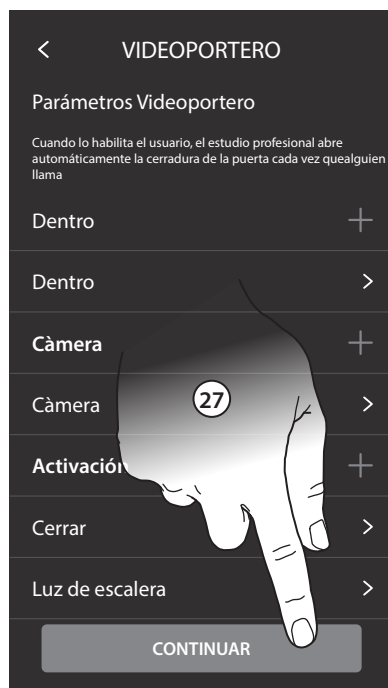 VIDEOPORTERO
Parámetros Videoportero
Cuando lo habilita el usuario, el estudio profesional abre
automáticamente la cerradura de la puerta cada vez quealguien
llama
Dentro
Dentro
Càmera
Càmera
27
Activación
Cerrar
Luz de escalera
CONTINUAR